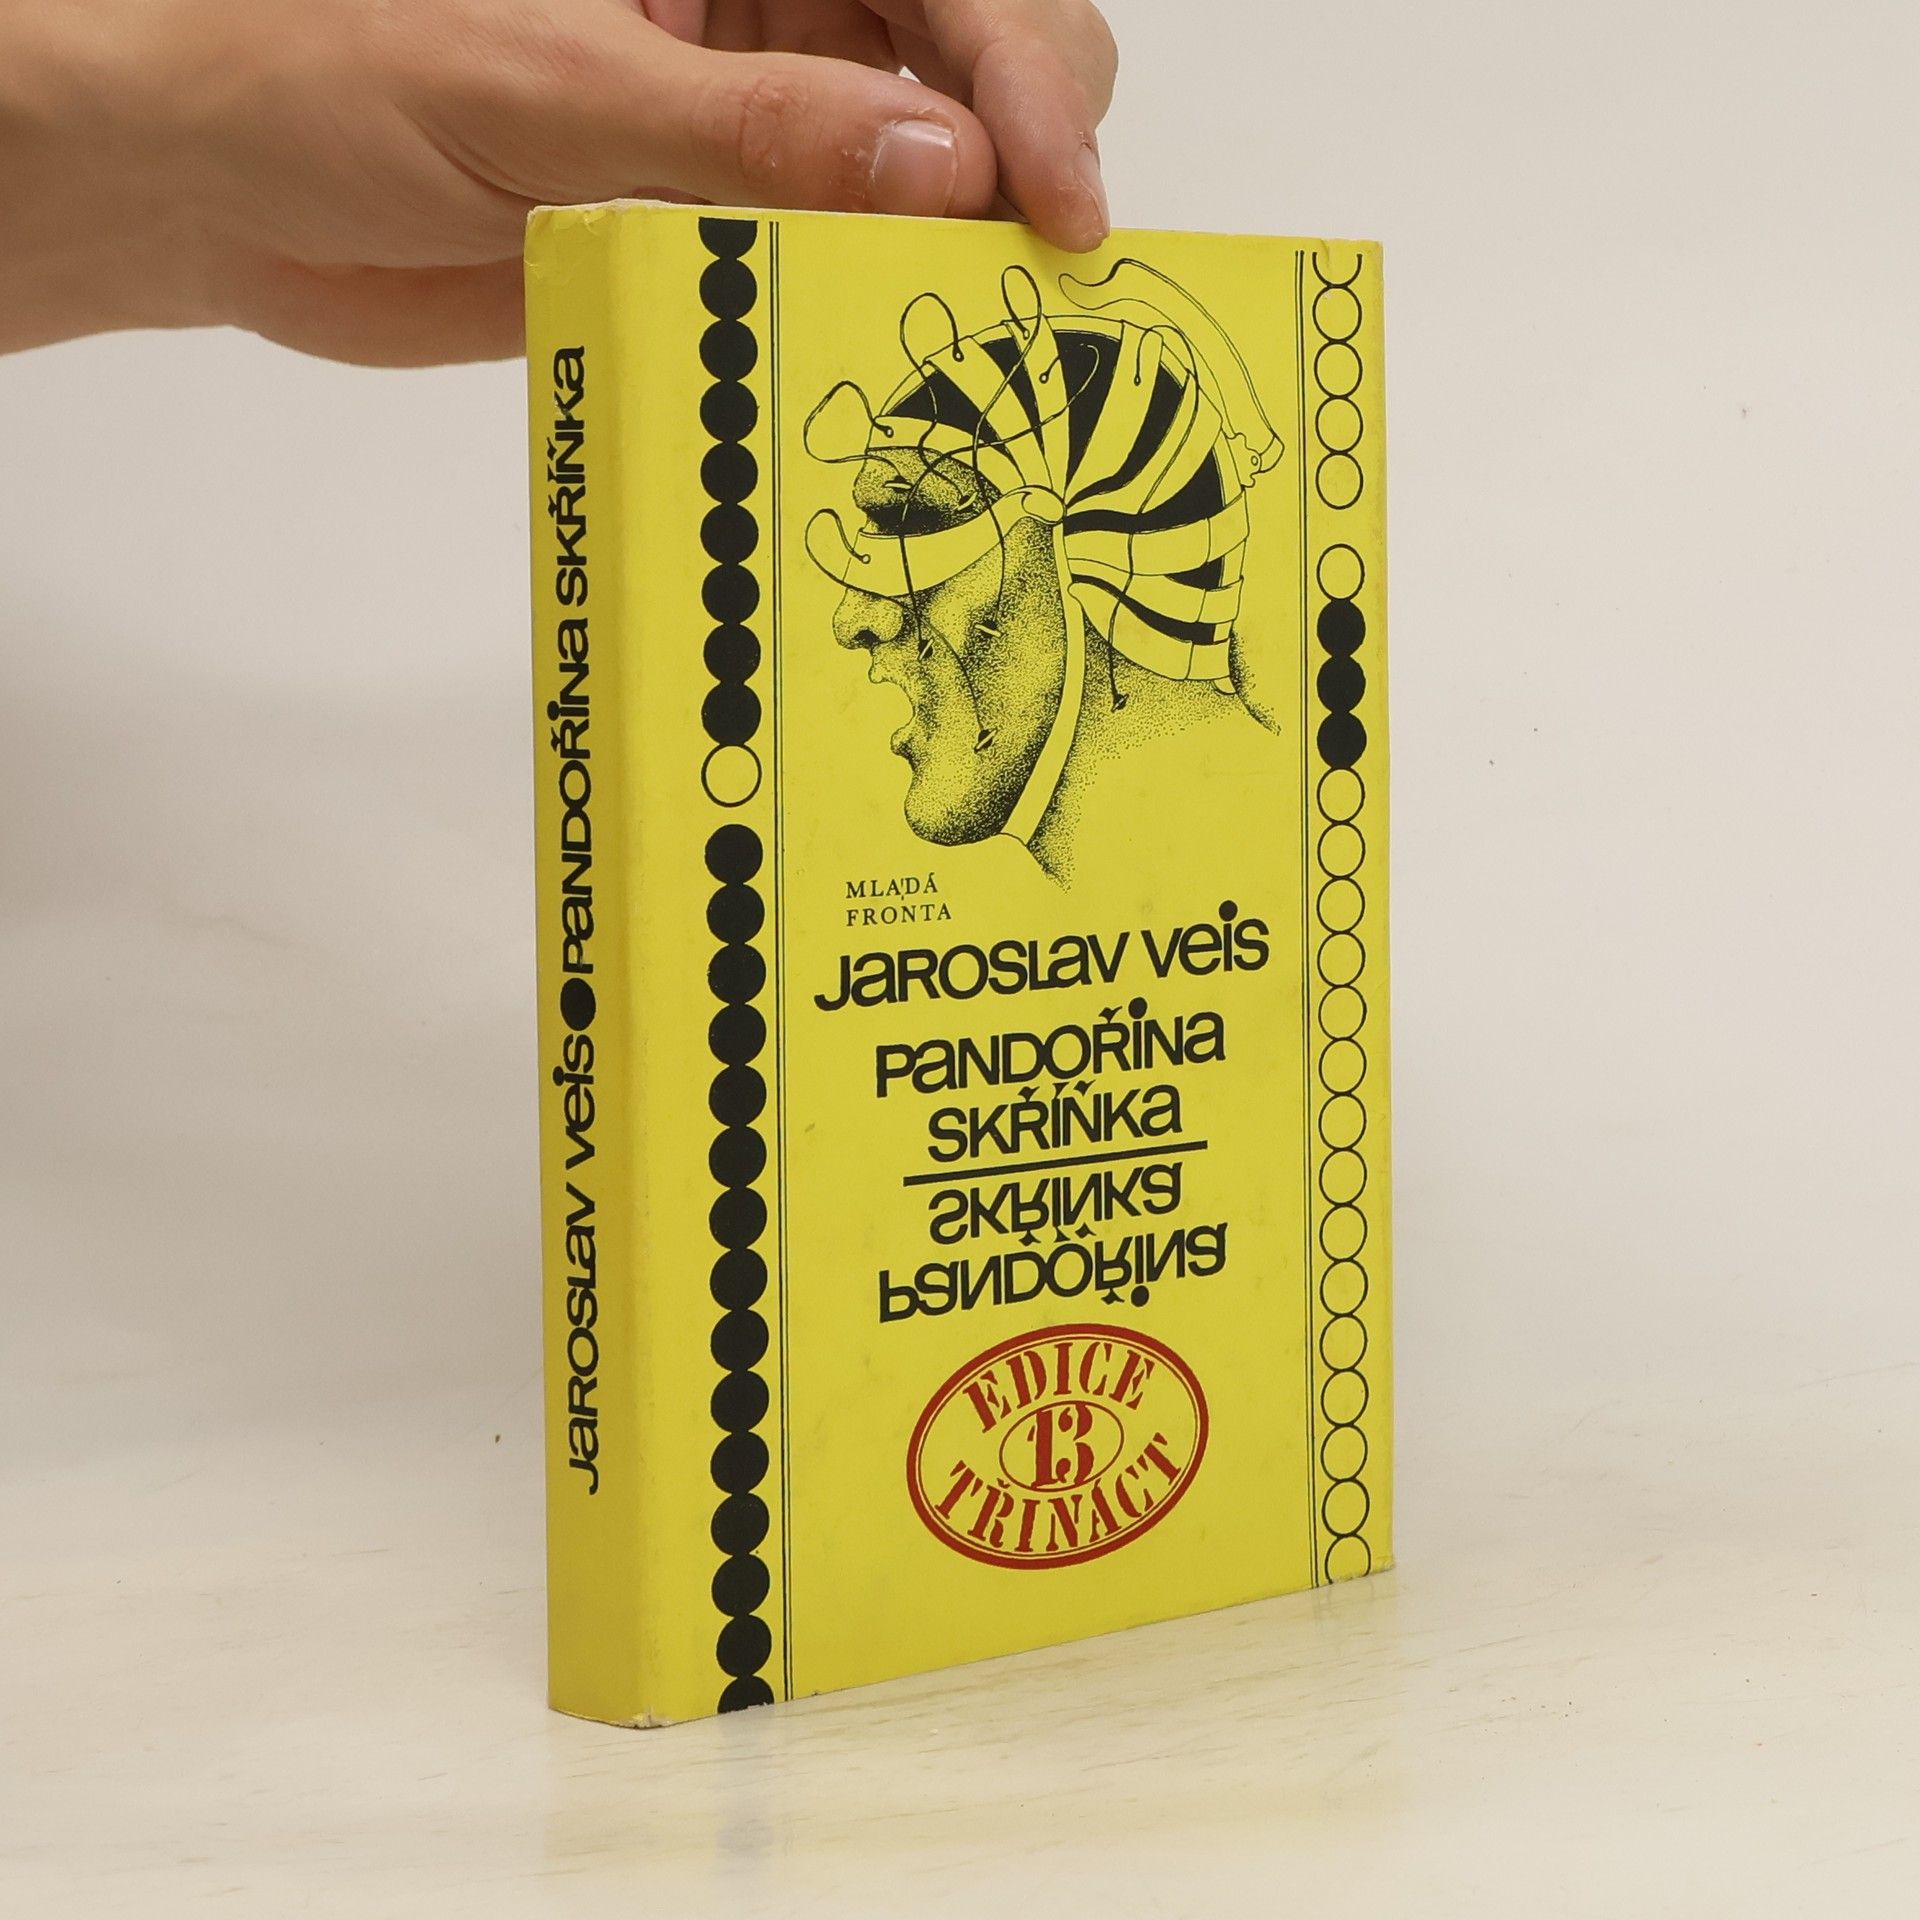 Jaroslav Veis ● Pandořina skříňka
MLADÁ
FRONTA
Jaroslav Veis
Pandořina
skříňka
skříňka
Pandořina
EDICE
13
TŘINÁCT